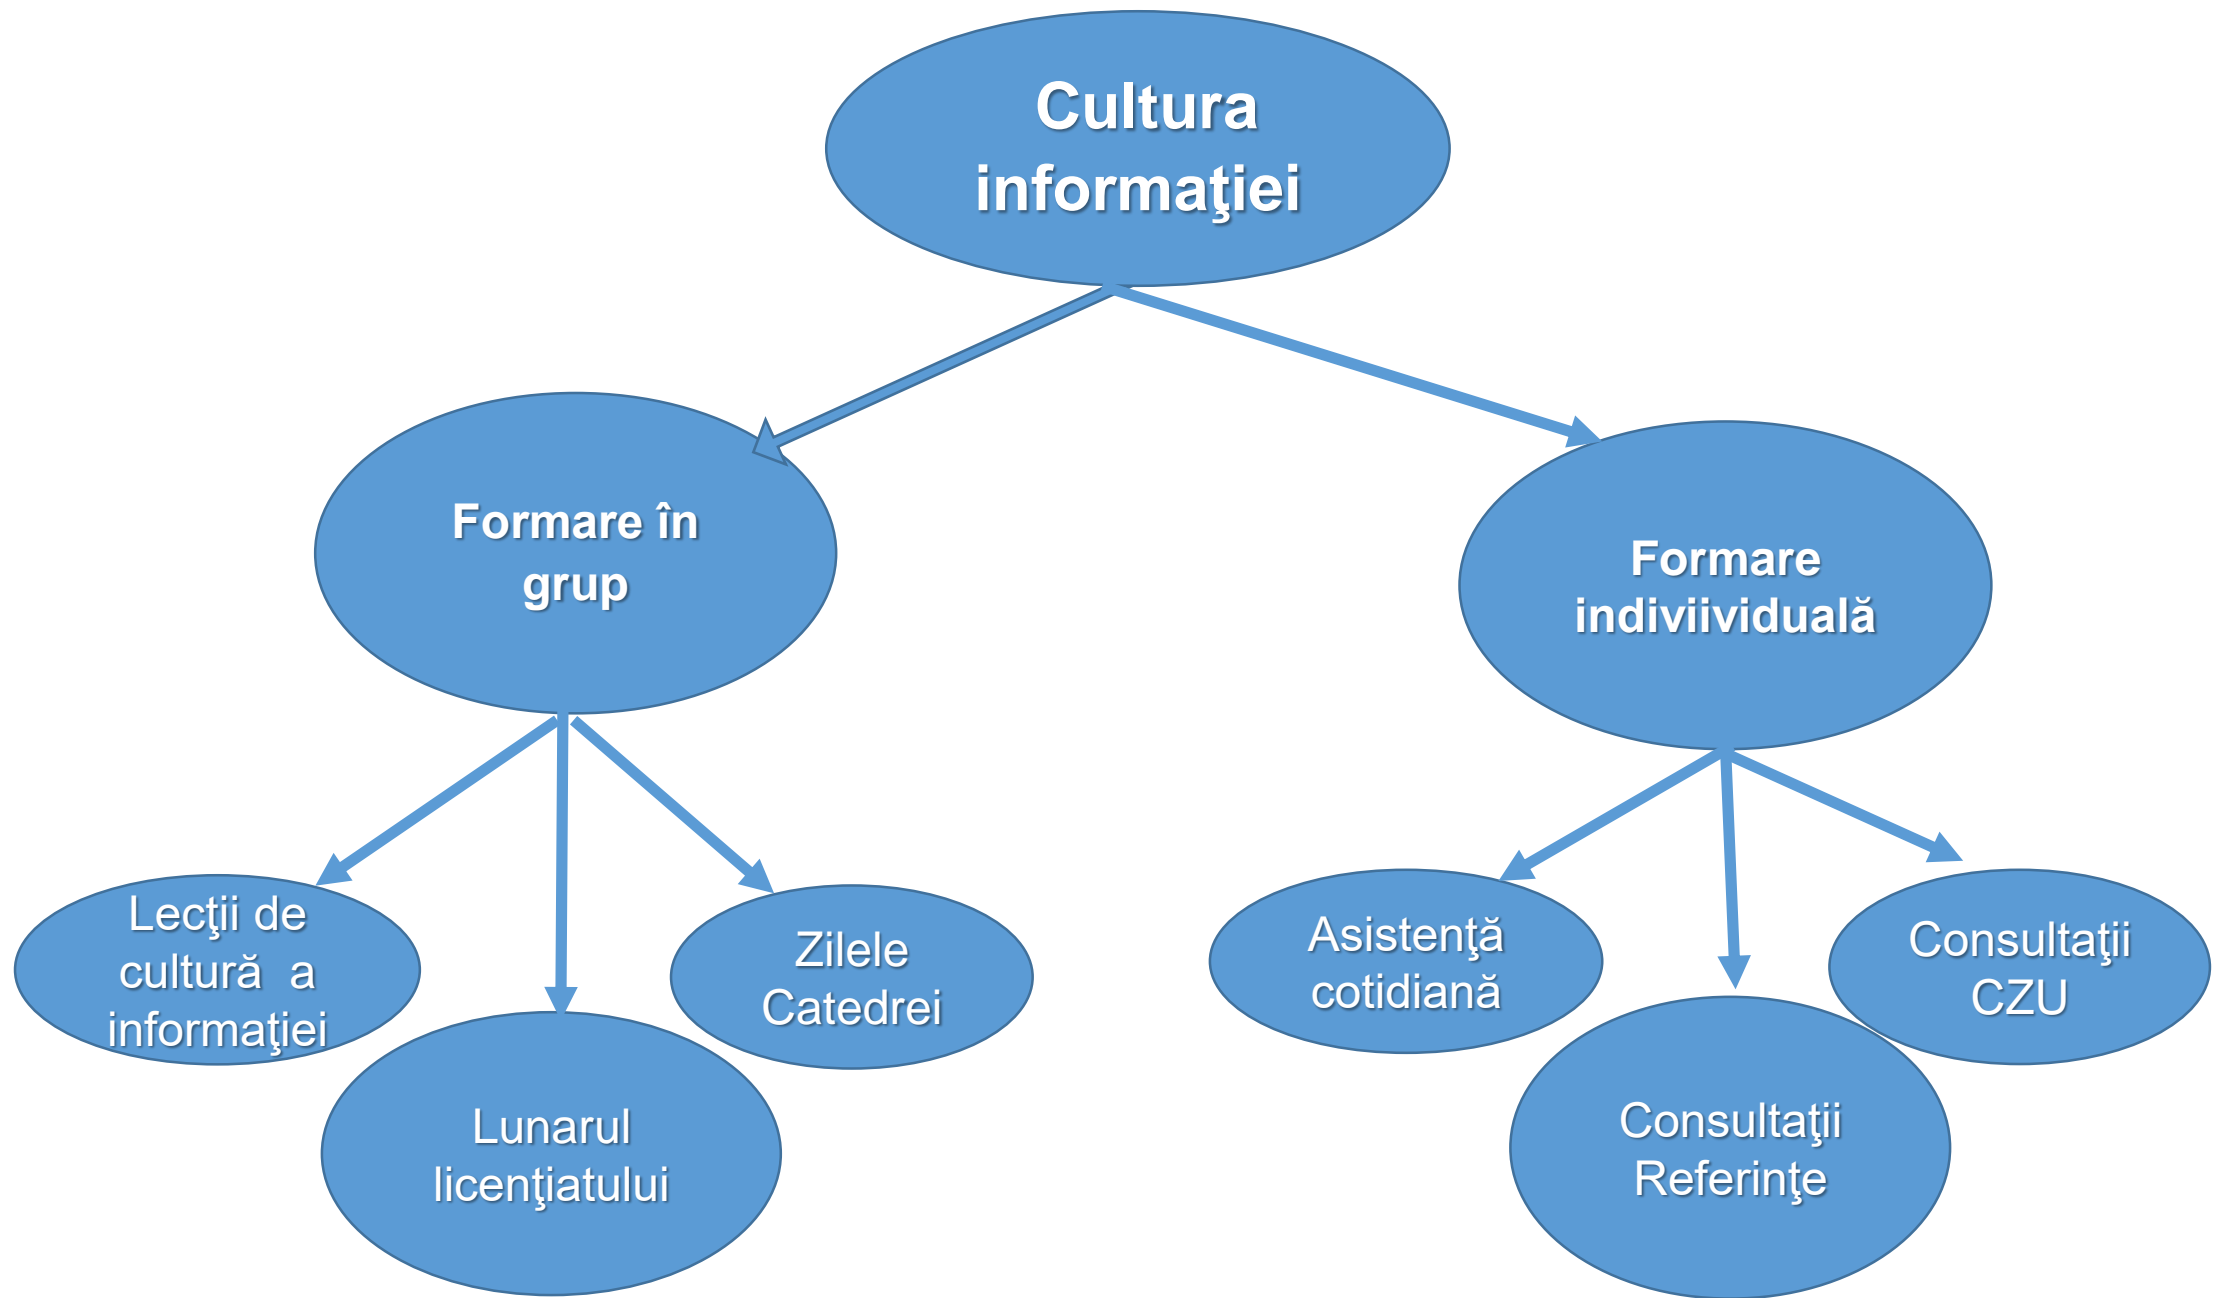 Cultura
informaţiei
Formare în
grup
Formare
indiviividuală
Lecţii de
cultură  a
informaţiei
Lunarul
licenţiatului
Zilele
Catedrei
Asistenţă
cotidiană
Consultaţii
Referinţe
Consultaţii
CZU